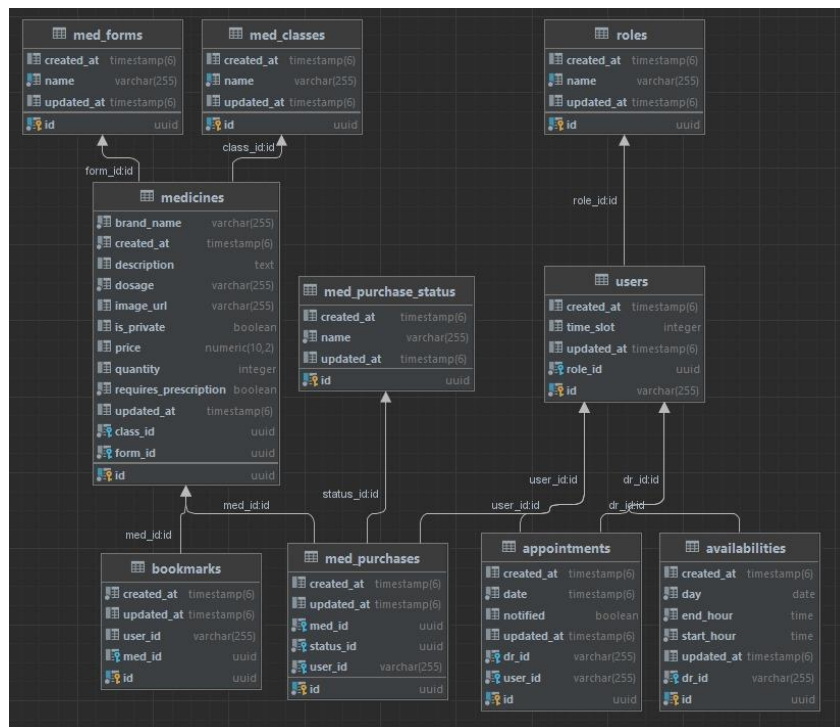 med_forms
created_at timestamp(6)
name varchar(255)
updated_at timestamp(6)
id uuid
med_classes
created_at timestamp(6)
name varchar(255)
updated_at timestamp(6)
id uuid
roles
created_at timestamp(6)
name varchar(255)
updated_at timestamp(6)
id uuid
form_id:id
class_id:id
role_id:id
medicines
brand_name varchar(255)
created_at timestamp(6)
description text
dosage varchar(255)
image_url varchar(255)
is_private boolean
price numeric(10,2)
quantity integer
requires_prescription boolean
updated_at timestamp(6)
class_id uuid
form_id uuid
id uuid
med_purchase_status
created_at timestamp(6)
name varchar(255)
updated_at timestamp(6)
id uuid
users
created_at timestamp(6)
time_slot integer
updated_at timestamp(6)
role_id uuid
id varchar(255)
med_id:id
med_id:id
status_id:id
user_id:id
user_id:id
dr_id:id
dr_id:id
bookmarks
created_at timestamp(6)
updated_at timestamp(6)
user_id varchar(255)
med_id uuid
id uuid
med_purchases
created_at timestamp(6)
updated_at timestamp(6)
med_id uuid
status_id uuid
user_id varchar(255)
id uuid
appointments
created_at timestamp(6)
date timestamp(6)
notified boolean
updated_at timestamp(6)
dr_id varchar(255)
user_id varchar(255)
id uuid
availabilities
created_at timestamp(6)
day date
end_hour time
start_hour time
updated_at timestamp(6)
dr_id varchar(255)
id uuid